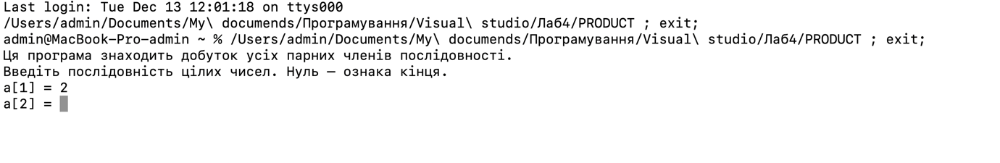 Last login: Tue Dec 13 12:01:18 on ttys000
/Users/admin/Documents/My\ documends/Програмування/Visual\ studio/Лаб4/PRODUCT ; exit;
admin@MacBook-Pro-admin ~ % /Users/admin/Documents/My\ documends/Програмування/Visual\ studio/Лаб4/PRODUCT ; exit;
Ця програма знаходить добуток усіх парних членів послідовності.
Введіть послідовність цілих чисел. Нуль — ознака кінця.
a[1] = 2
a[2] =